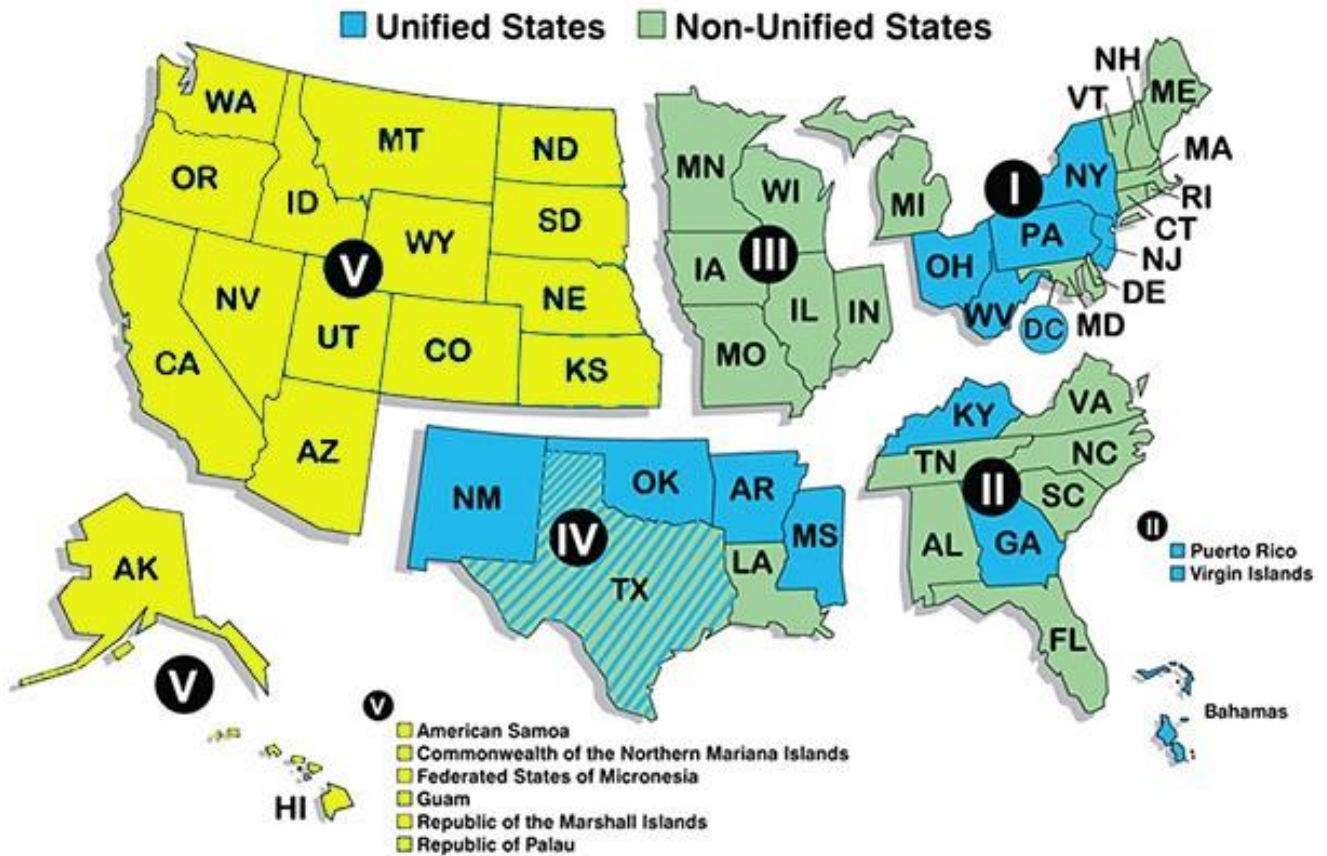 Unified States Non-Unified States
WA
MT
ND
OR
ID
SD
WY
V
NV
NE
UT
CO
CA
KS
AZ
MN
WI
MI
IA
III
IL
IN
MO
NH
VT
ME
MA
I
NY
RI
CT
PA
NJ
OH
DE
WV
MD
DC
KY
VA
TN
NC
II
SC
AL
GA
FL
NM
OK
AR
IV
MS
LA
TX
II
Puerto Rico
Virgin Islands
Bahamas
AK
V
HI
V
American Samoa
Commonwealth of the Northern Mariana Islands
Federated States of Micronesia
Guam
Republic of the Marshall Islands
Republic of Palau